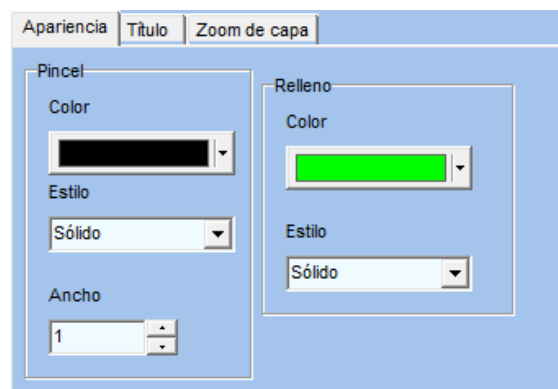 Apariencia Título Zoom de capa
Pincel
Color
Estilo
Sólido
Ancho
1
Relleno
Color
Estilo
Sólido